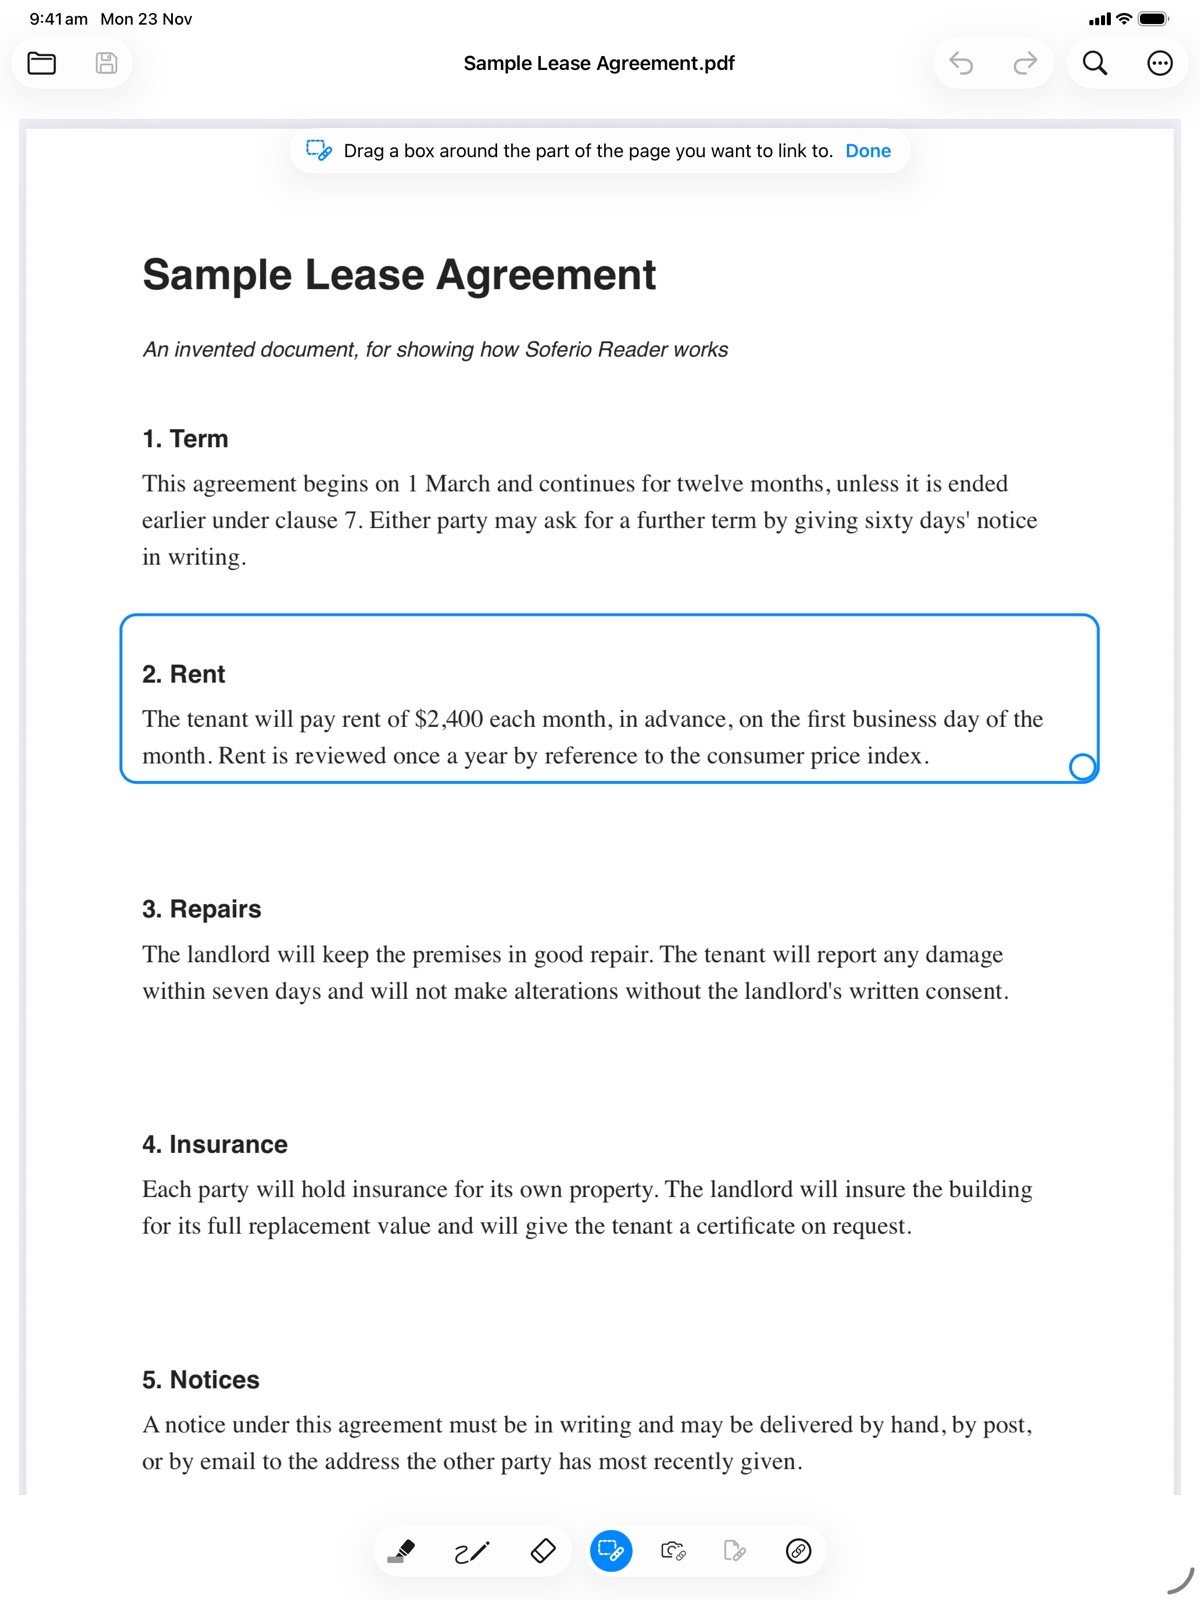 9:41 am Mon 23 Nov
Sample Lease Agreement.pdf
Drag a box around the part of the page you want to link to. Done
Sample Lease Agreement
An invented document, for showing how Soferio Reader works
1. Term
This agreement begins on 1 March and continues for twelve months, unless it is ended
earlier under clause 7. Either party may ask for a further term by giving sixty days' notice
in writing.
2. Rent
The tenant will pay rent of $2,400 each month, in advance, on the first business day of the
month. Rent is reviewed once a year by reference to the consumer price index.
3. Repairs
The landlord will keep the premises in good repair. The tenant will report any damage
within seven days and will not make alterations without the landlord's written consent.
4. Insurance
Each party will hold insurance for its own property. The landlord will insure the building
for its full replacement value and will give the tenant a certificate on request.
5. Notices
A notice under this agreement must be in writing and may be delivered by hand, by post,
or by email to the address the other party has most recently given.